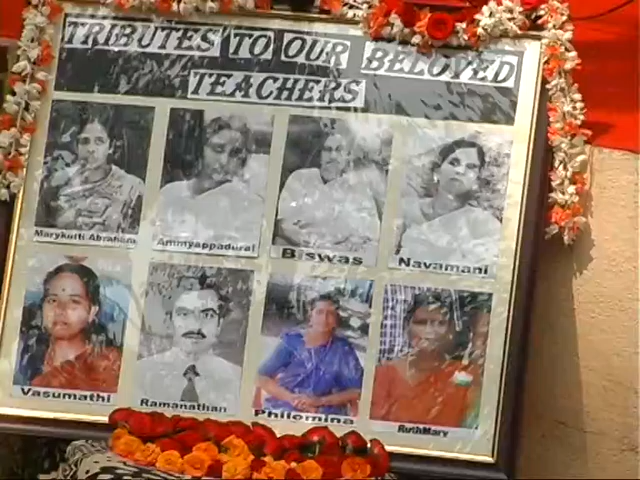 TRIBUTES TO OUR BELOVED
TEACHERS
Marykutti Abraham
Ammyappadurai
Biswas
Navamani
Vasumathi
Ramanathan
Philomina
RuthMary